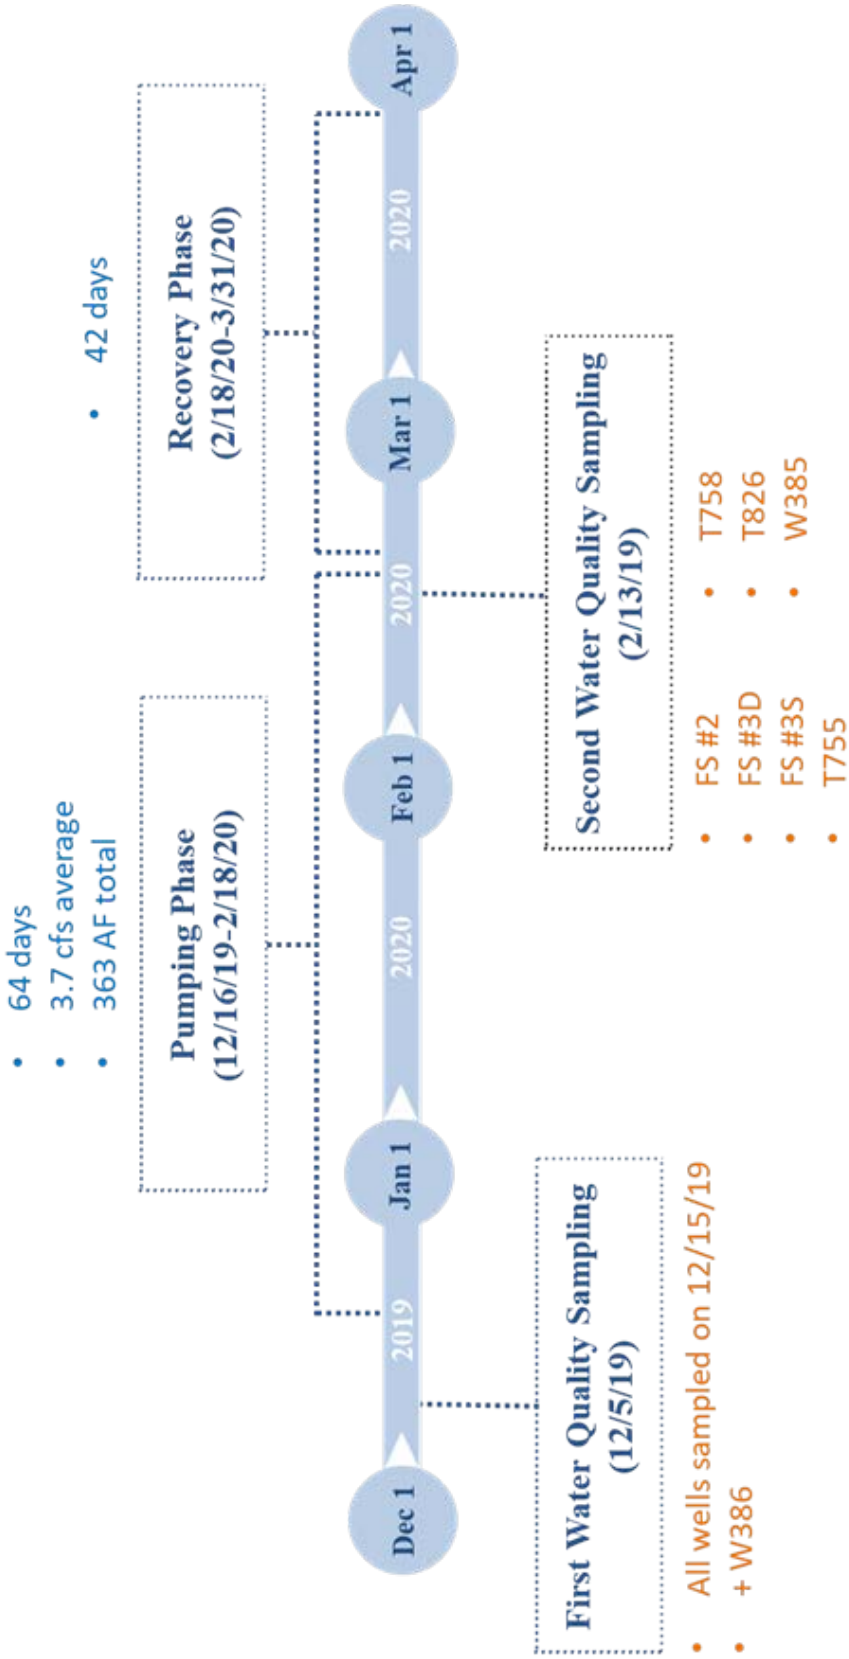 • 64 days
• 3.7 cfs average
• 363 AF total
• 42 days
Pumping Phase
(12/16/19-2/18/20)
Recovery Phase
(2/18/20-3/31/20)
Dec 1
2019
Jan 1
2020
Feb 1
2020
Mar 1
2020
Apr 1
First Water Quality Sampling
(12/5/19)
• All wells sampled on 12/15/19
• + W386
Second Water Quality Sampling
(2/13/19)
• FS #2
• FS #3D
• FS #3S
• T755
• T758
• T826
• W385